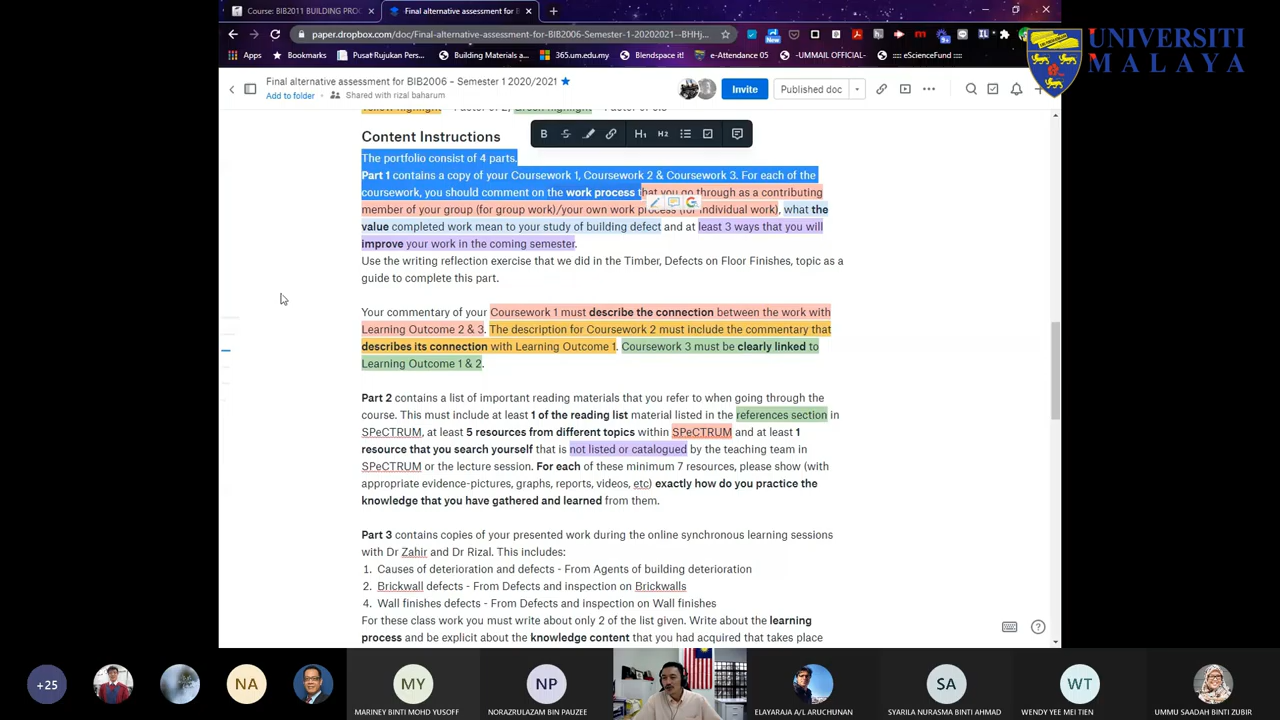 Course: BIB2011 BUILDING PRO
Final alternative assessment for B
paper.dropbox.com/doc/Final-alternative-assessment-for-BIB2006-Semester-1-20202021--BHHj...
Apps
Bookmarks
Pusat Rujukan Pers...
Building Materials a...
365.um.edu.my
Blendspace it!
e-Attendance 05
-UMMAIL OFFICIAL-
:::: eScienceFund ::::
UNIVERSITI
MALAYA
Final alternative assessment for BIB2006 – Semester 1 2020/2021
Add to folder
Shared with rizal baharum
Invite
Published doc
Content Instructions
B S H1 H2
The portfolio consist of 4 parts.
Part 1 contains a copy of your Coursework 1, Coursework 2 & Coursework 3. For each of the
coursework, you should comment on the work process that you go through as a contributing
member of your group (for group work)/your own work process (for individual work), what the
value completed work mean to your study of building defect and at least 3 ways that you will
improve your work in the coming semester.
Use the writing reflection exercise that we did in the Timber, Defects on Floor Finishes, topic as a
guide to complete this part.
Your commentary of your Coursework 1 must describe the connection between the work with
Learning Outcome 2 & 3. The description for Coursework 2 must include the commentary that
describes its connection with Learning Outcome 1. Coursework 3 must be clearly linked to
Learning Outcome 1 & 2.
Part 2 contains a list of important reading materials that you refer to when going through the
course. This must include at least 1 of the reading list material listed in the references section in
SPeCTRUM, at least 5 resources from different topics within SPeCTRUM and at least 1
resource that you search yourself that is not listed or catalogued by the teaching team in
SPeCTRUM or the lecture session. For each of these minimum 7 resources, please show (with
appropriate evidence-pictures, graphs, reports, videos, etc) exactly how do you practice the
knowledge that you have gathered and learned from them.
Part 3 contains copies of your presented work during the online synchronous learning sessions
with Dr Zahir and Dr Rizal. This includes:
1. Causes of deterioration and defects - From Agents of building deterioration
2. Brickwall defects - From Defects and inspection on Brickwalls
4. Wall finishes defects - From Defects and inspection on Wall finishes
For these class work you must write about only 2 of the list given. Write about the learning
process and be explicit about the knowledge content that you had acquired that takes place
+25
NA
MY
NP
SA
WT
MARINEY BINTI MOHD YUSOFF
NORAZRULAZAM BIN PAUZEE
ELAYARAJA A/L ARUCHUNAN
SYARILA NURASMA BINTI AHMAD
WENDY YEE MEI TIEN
UMMU SAADAH BINTI ZUBIR